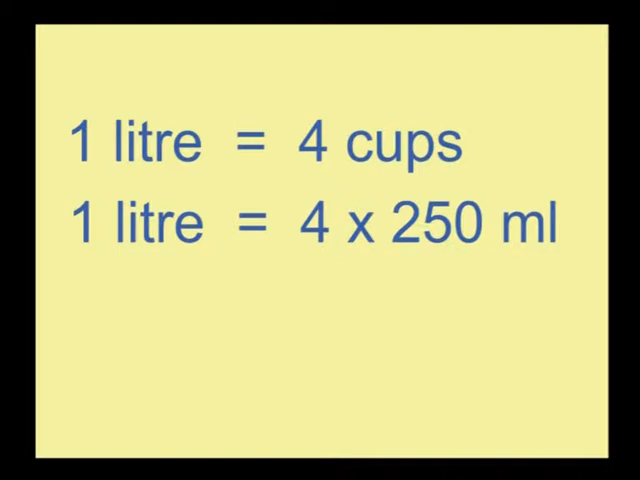 1 litre = 4 cups
1 litre = 4 x 250 ml